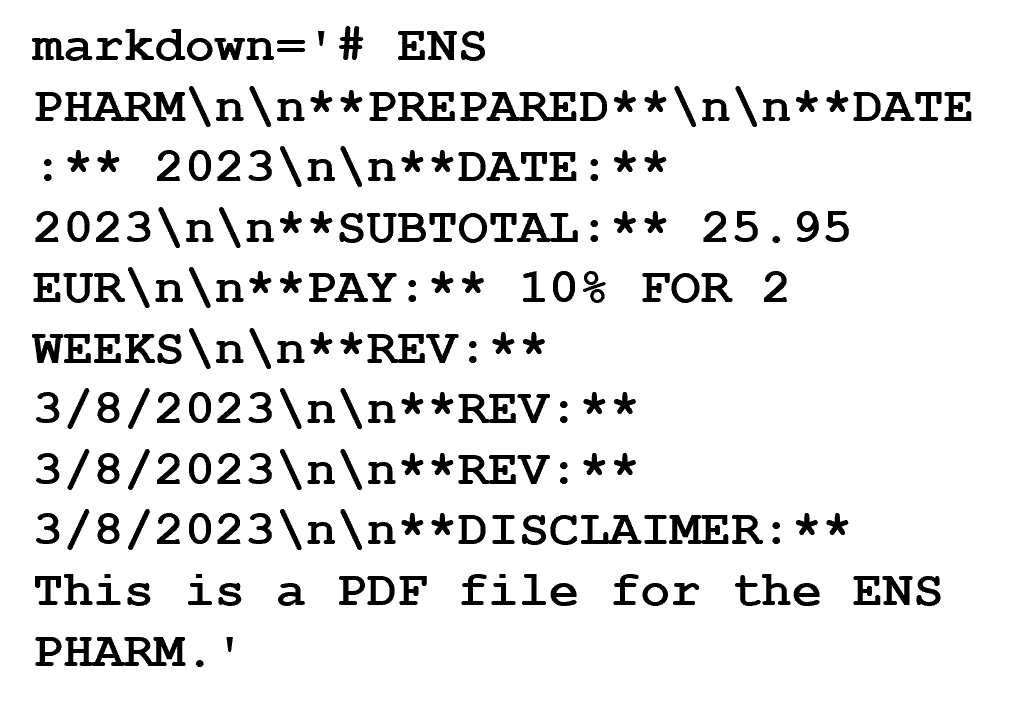 markdown='# ENS
PHARM\n\n**PREPARED**\n\n**DATE
:** 2023\n\n**DATE:**
2023\n\n**SUBTOTAL:** 25.95
EUR\n\n**PAY:** 10% FOR 2
WEEKS\n\n**REV:**
3/8/2023\n\n**REV:**
3/8/2023\n\n**REV:**
3/8/2023\n\n**DISCLAIMER:**
This is a PDF file for the ENS
PHARM.'